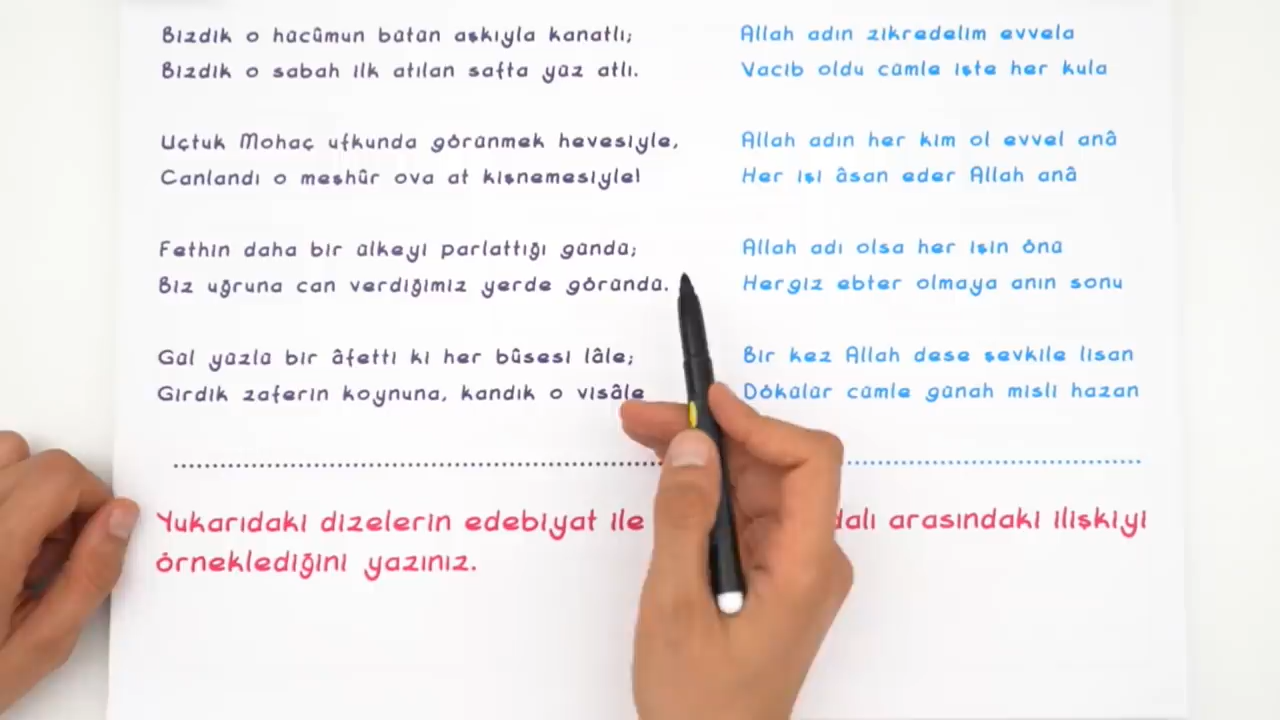 Bizdik o hücûmun bütün aşkıyla kanatlı;
Bizdik o sabah ilk atılan safta yüz atlı.
Uçtuk Mohaç ufkunda görünmek hevesiyle,
Canlandı o meşhûr ova at kişnemesiyle!
Fethin daha bir ülkeyi parlattığı gündü;
Biz uğruna can verdiğimiz yerde göründü.
Gül yüzlü bir âfetti ki her bûsesi lâle;
Girdik zaferin koynuna, kandık o visâle
Allah adın zikredelim evvela
Vacib oldu cümle işte her kula
Allah adın her kim ol evvel anâ
Her işi âsan eder Allah anâ
Allah adı olsa her işin önü
Hergiz ebter olmaya anın sonu
Bir kez Allah dese şevkile lisan
Dökülür cümle günah misli hazan
Yukarıdaki dizelerin edebiyat ile dalı arasındaki ilişkiyi
örneklediğini yazınız.